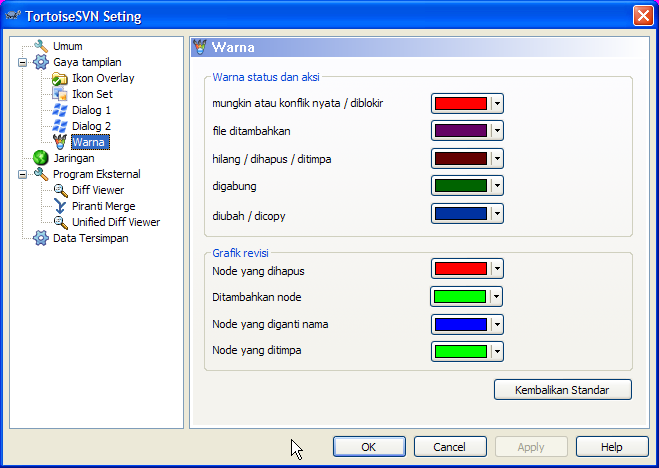 TortoiseSVN Seting
Umum
Gaya tampilan
Ikon Overlay
Ikon Set
Dialog 1
Dialog 2
Warna
Jaringan
Program Eksternal
Diff Viewer
Piranti Merge
Unified Diff Viewer
Data Tersimpan
Warna
Warna status dan aksi
mungkin atau konflik nyata / diblokir
file ditambahkan
hilang / dihapus / ditimpa
digabung
diubah / dicopy
Grafik revisi
Node yang dihapus
Ditambahkan node
Node yang diganti nama
Node yang ditimpa
Kembalikan Standar
OK
Cancel
Apply
Help